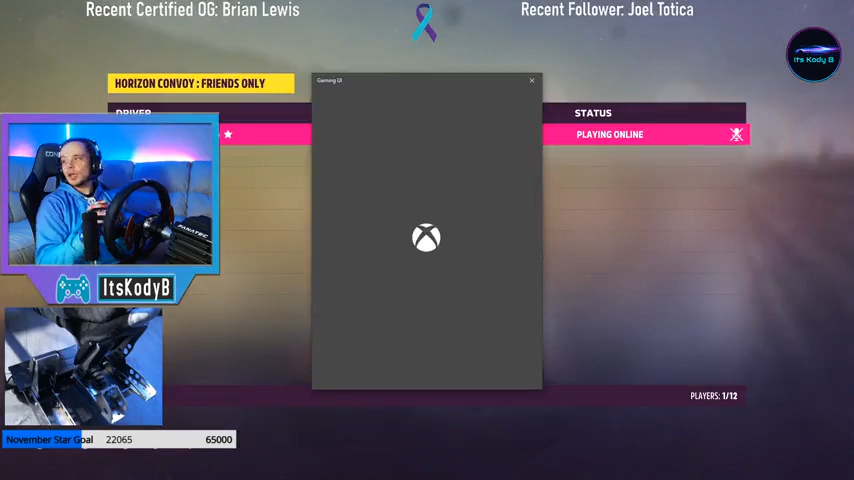 Recent Certified OG: Brian Lewis
Recent Follower: Joel Totica
Its Kody B
HORIZON CONVOY : FRIENDS ONLY
Gaming UI
DRIVER
STATUS
PLAYING ONLINE
FANATEC
ItsKodyB
PLAYERS: 1/12
November Star Goal 22065 65000